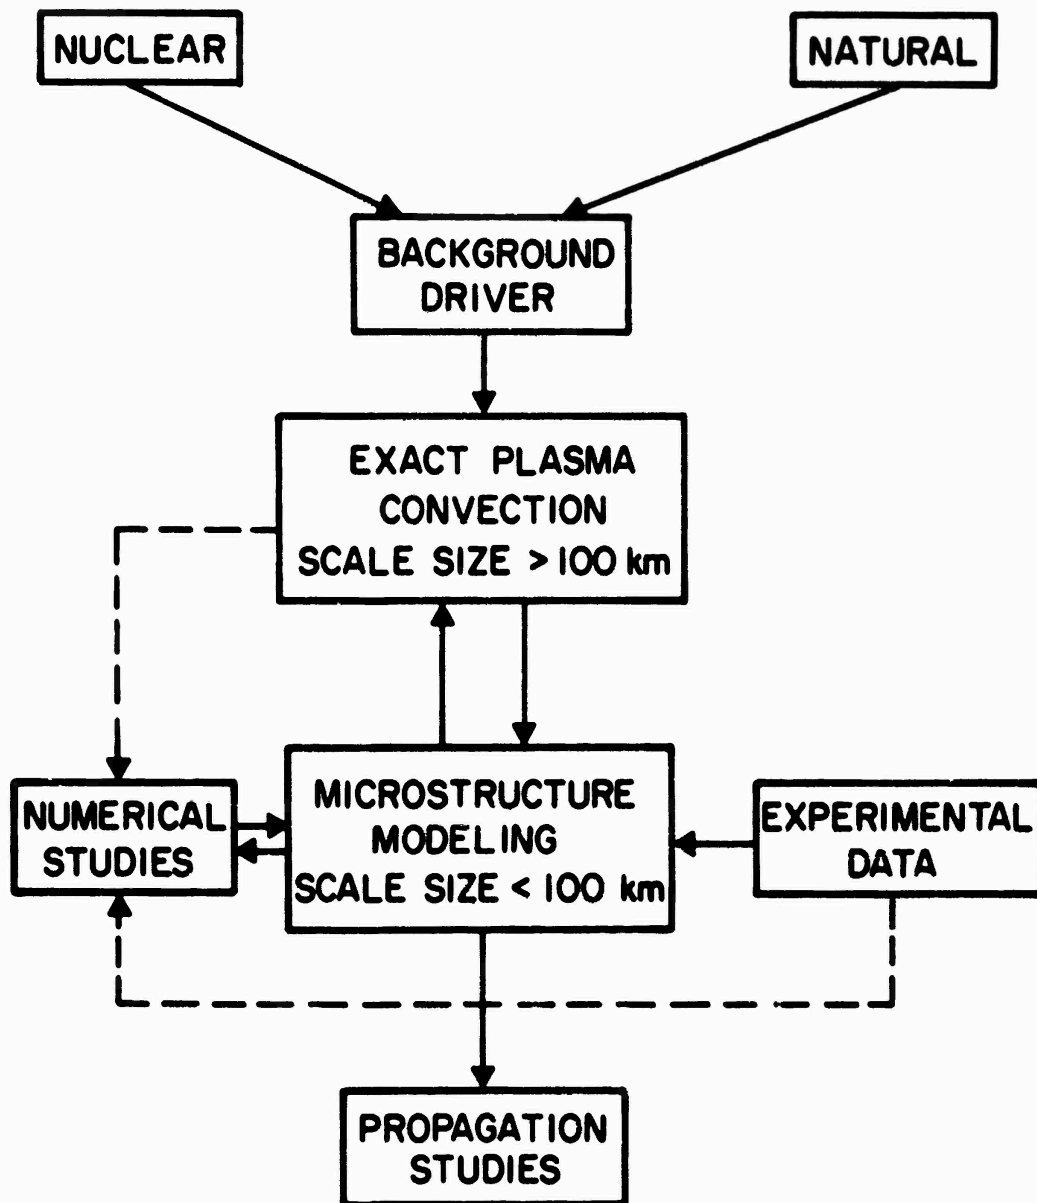 NUCLEAR
NATURAL
BACKGROUND
DRIVER
EXACT PLASMA
CONVECTION
SCALE SIZE > 100 km
NUMERICAL
STUDIES
MICROSTRUCTURE
MODELING
SCALE SIZE < 100 km
EXPERIMENTAL
DATA
PROPAGATION
STUDIES